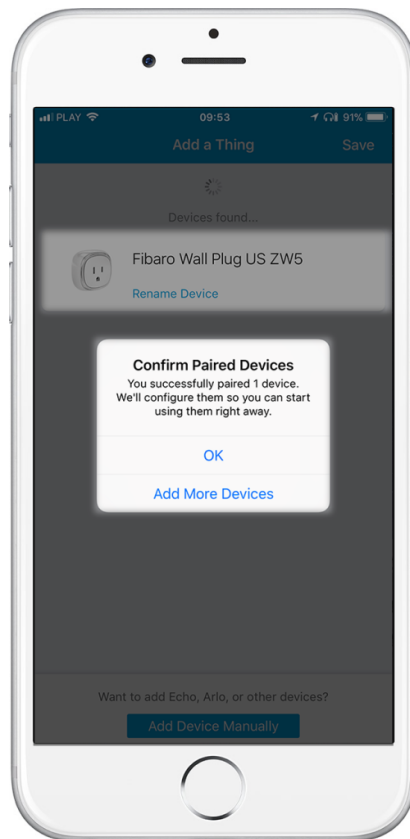 PLAY 09:53 91%
Add a Thing Save
Devices found...
Fibaro Wall Plug US ZW5
Rename Device
Confirm Paired Devices
You successfully paired 1 device.
We'll configure them so you can start
using them right away.
OK
Add More Devices
Want to add Echo, Arlo, or other devices?
Add Device Manually